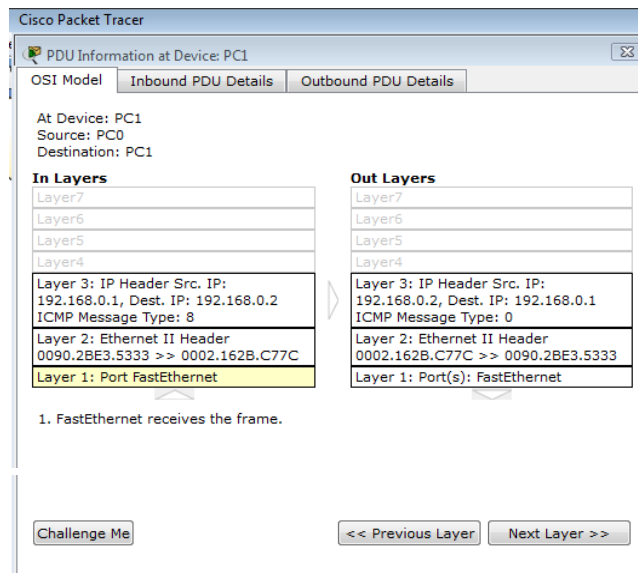 Cisco Packet Tracer
PDU Information at Device: PC1
OSI Model
Inbound PDU Details
Outbound PDU Details
At Device: PC1
Source: PC0
Destination: PC1
In Layers
Layer7
Layer6
Layer5
Layer4
Layer 3: IP Header Src. IP:
192.168.0.1, Dest. IP: 192.168.0.2
ICMP Message Type: 8
Layer 2: Ethernet II Header
0090.2BE3.5333 >> 0002.162B.C77C
Layer 1: Port FastEthernet
Out Layers
Layer7
Layer6
Layer5
Layer4
Layer 3: IP Header Src. IP:
192.168.0.2, Dest. IP: 192.168.0.1
ICMP Message Type: 0
Layer 2: Ethernet II Header
0002.162B.C77C >> 0090.2BE3.5333
Layer 1: Port(s): FastEthernet
1. FastEthernet receives the frame.
Challenge Me
<< Previous Layer
Next Layer >>